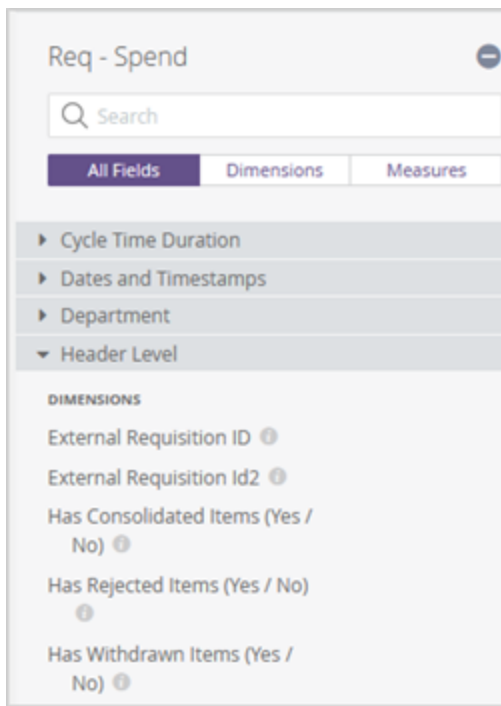 Req - Spend
Search
All Fields Dimensions Measures
Cycle Time Duration
Dates and Timestamps
Department
Header Level
DIMENSIONS
External Requisition ID
External Requisition Id2
Has Consolidated Items (Yes /
No)
Has Rejected Items (Yes / No)
Has Withdrawn Items (Yes /
No)